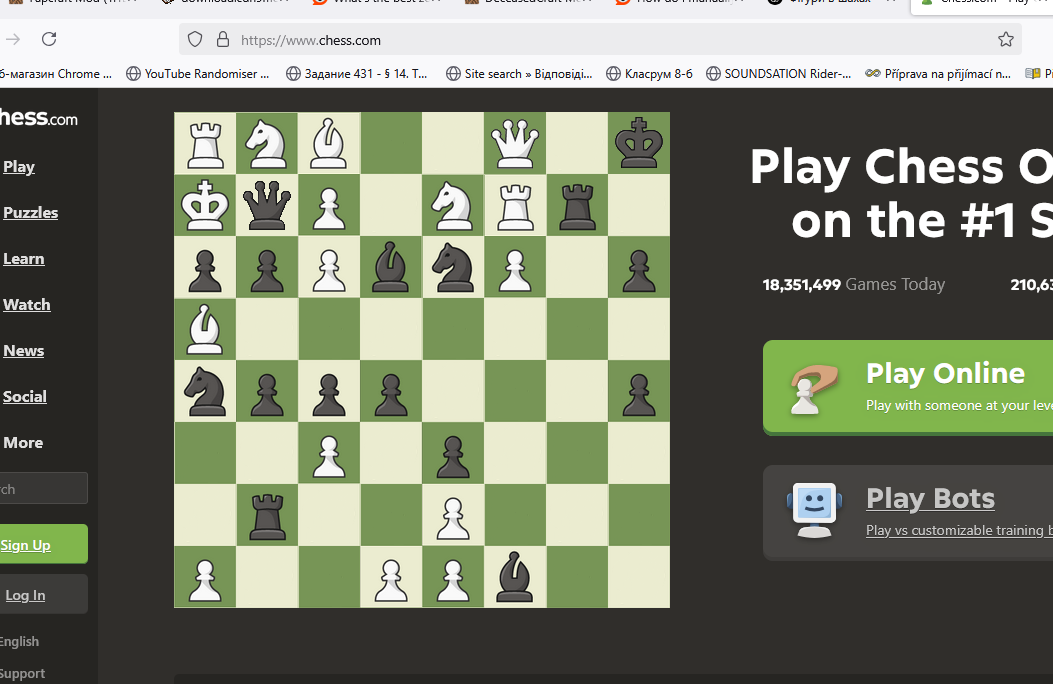 https://www.chess.com
б-магазин Chrome ...
YouTube Randomiser ...
Задание 431 - § 14. Т...
Site search » Відповіді...
Класрум 8-6
SOUNDSATION Rider-...
Příprava na přijímací n...
hess.com
Play
Puzzles
Learn
Watch
News
Social
More
rch
Sign Up
Log In
English
Support
Play Chess O
on the #1 S
18,351,499 Games Today
210,63
Play Online
Play with someone at your leve
Play Bots
Play vs customizable training b